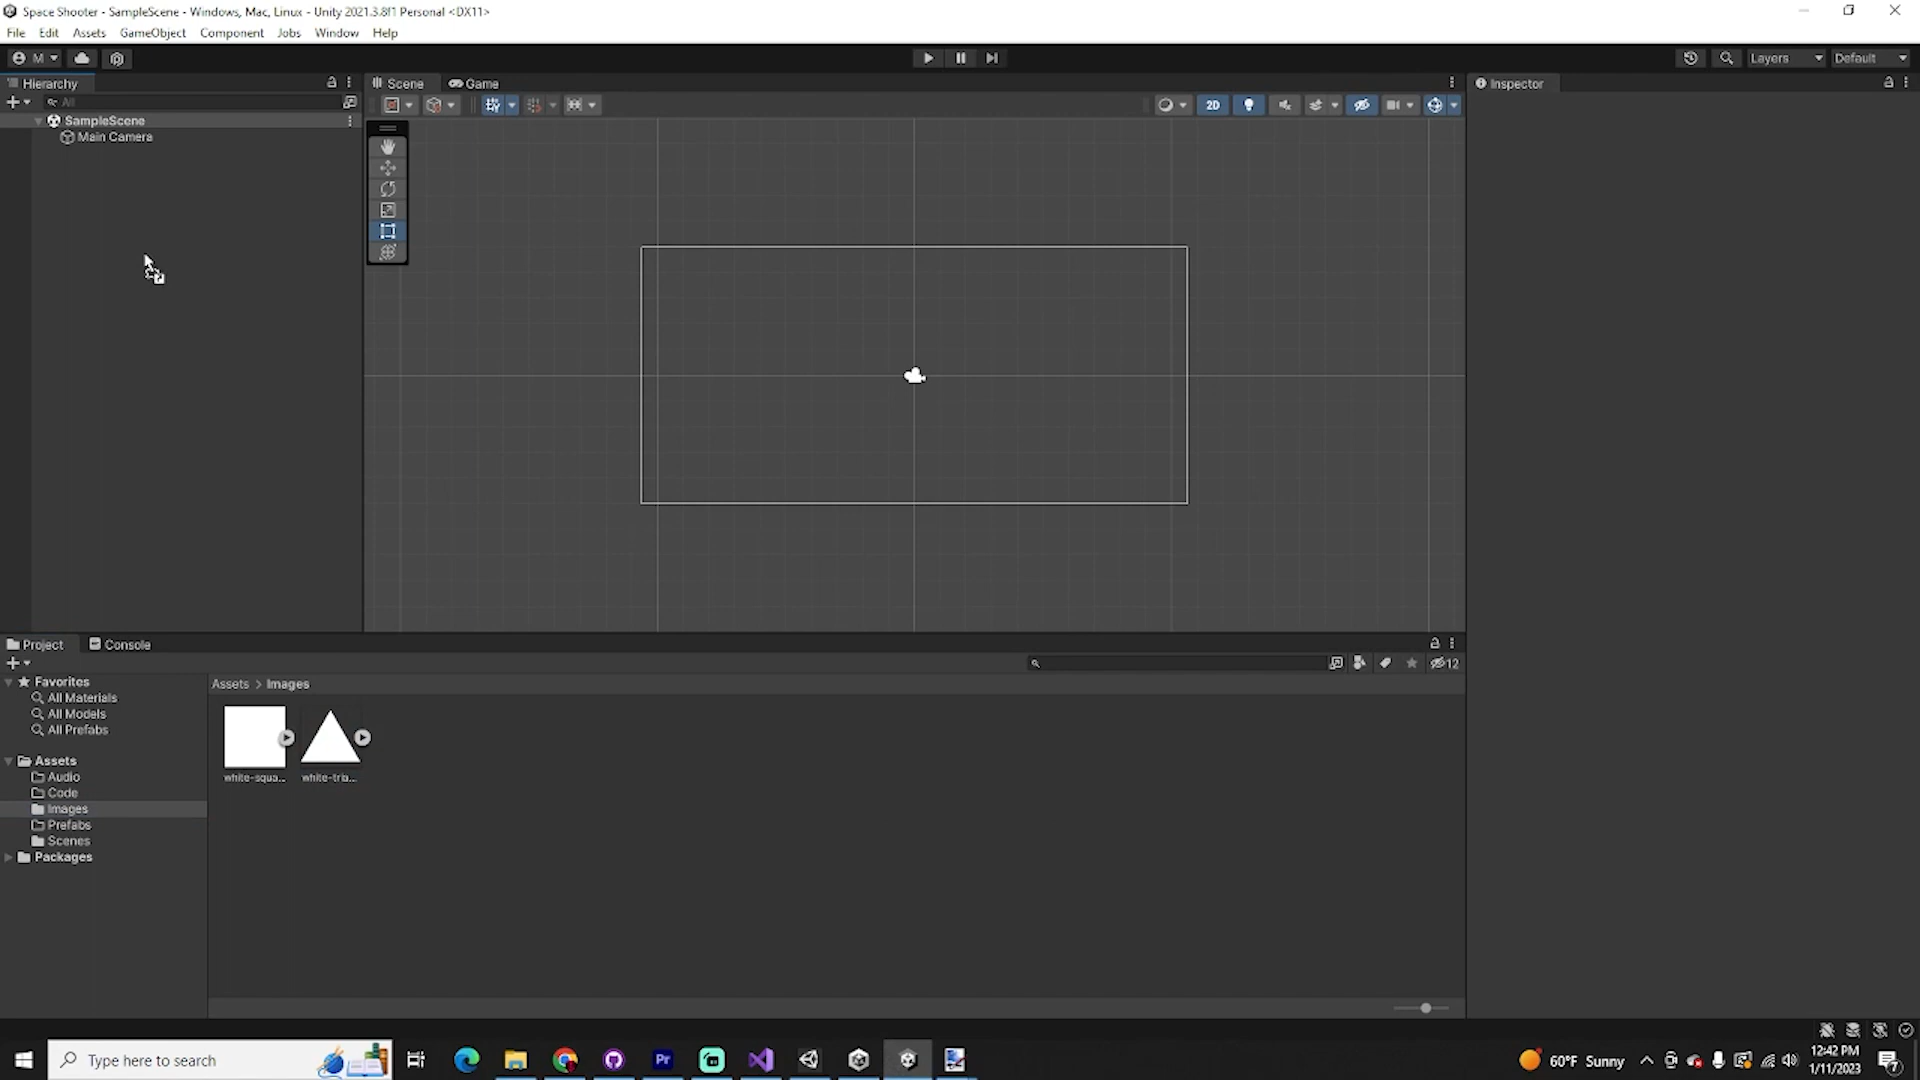 Space Shooter - SampleScene - Windows, Mac, Linux - Unity 2021.3.8f1 Personal <DX11>
File Edit Assets GameObject Component Jobs Window Help
M Layers Default
Hierarchy Scene Game Inspector
All 2D
SampleScene
Main Camera
Project Console
12
Favorites Assets > Images
All Materials
All Models
All Prefabs
Assets
Audio white-squa... white-tria...
Code
Images
Prefabs
Scenes
Packages
Type here to search Pr 60°F Sunny 12:42 PM
1/11/2023 7